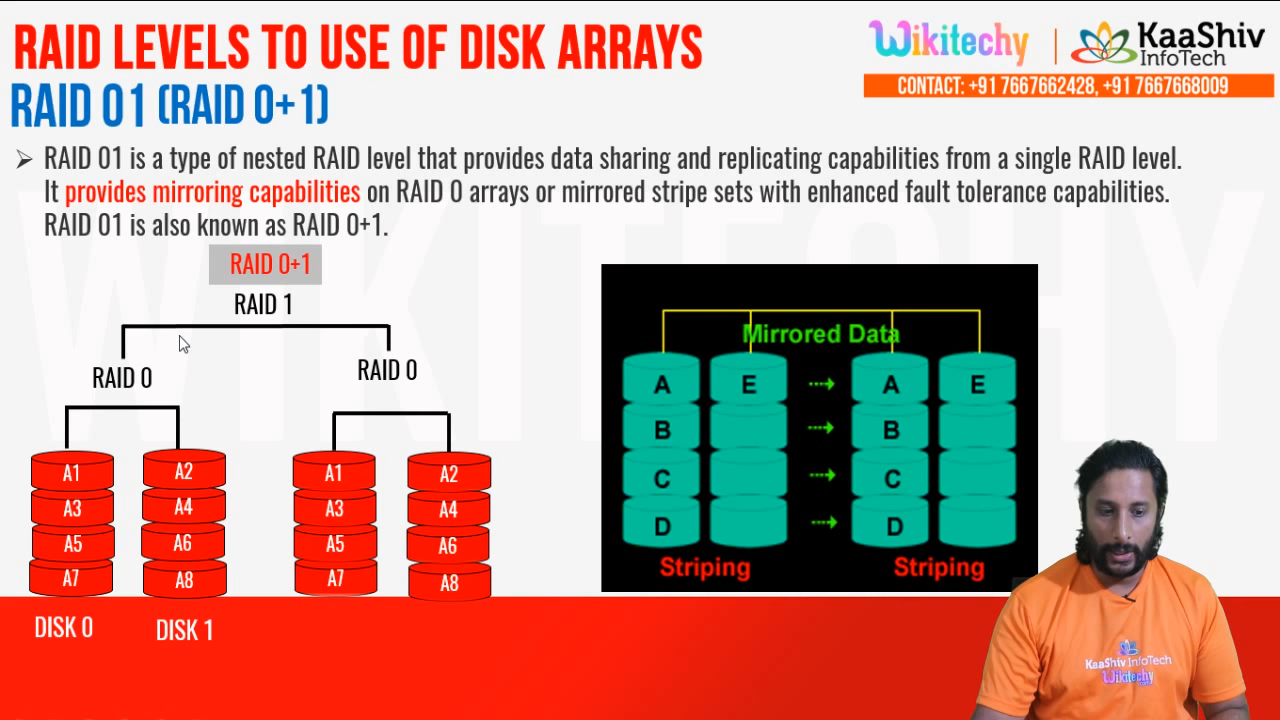 RAID LEVELS TO USE OF DISK ARRAYS
Wikitechy | KaaShiv
InfoTech
CONTACT: +91 7667662428, +91 7667668009
RAID 01 (RAID 0+1)
➢ RAID 01 is a type of nested RAID level that provides data sharing and replicating capabilities from a single RAID level.
It provides mirroring capabilities on RAID 0 arrays or mirrored stripe sets with enhanced fault tolerance capabilities.
RAID 01 is also known as RAID 0+1.
WIKITECHY
RAID 0+1
RAID 1
RAID 0 RAID 0
A1 A2 A1 A2
A3 A4 A3 A4
A5 A6 A5 A6
A7 A8 A7 A8
DISK 0 DISK 1
Mirrored Data
A E A E
B B
C C
D D
Striping Striping
KaaShiv InfoTech
Wikitechy